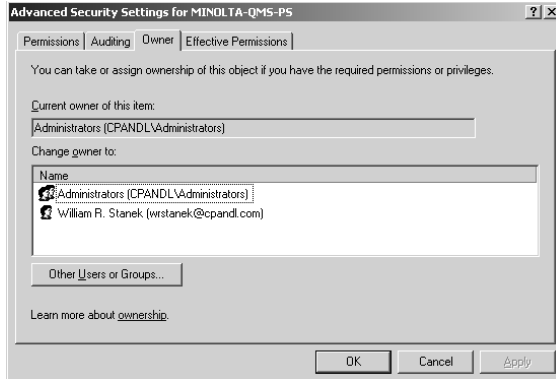 Advanced Security Settings for MINOLTA-QMS-PS
Permissions Auditing Owner Effective Permissions
You can take or assign ownership of this object if you have the required permissions or privileges.
Current owner of this item:
Administrators (CPANDL\Administrators)
Change owner to:
Name
Administrators (CPANDL\Administrators)
William R. Stanek (wrstanek@cpandl.com)
Other Users or Groups...
Learn more about ownership.
OK Cancel Apply